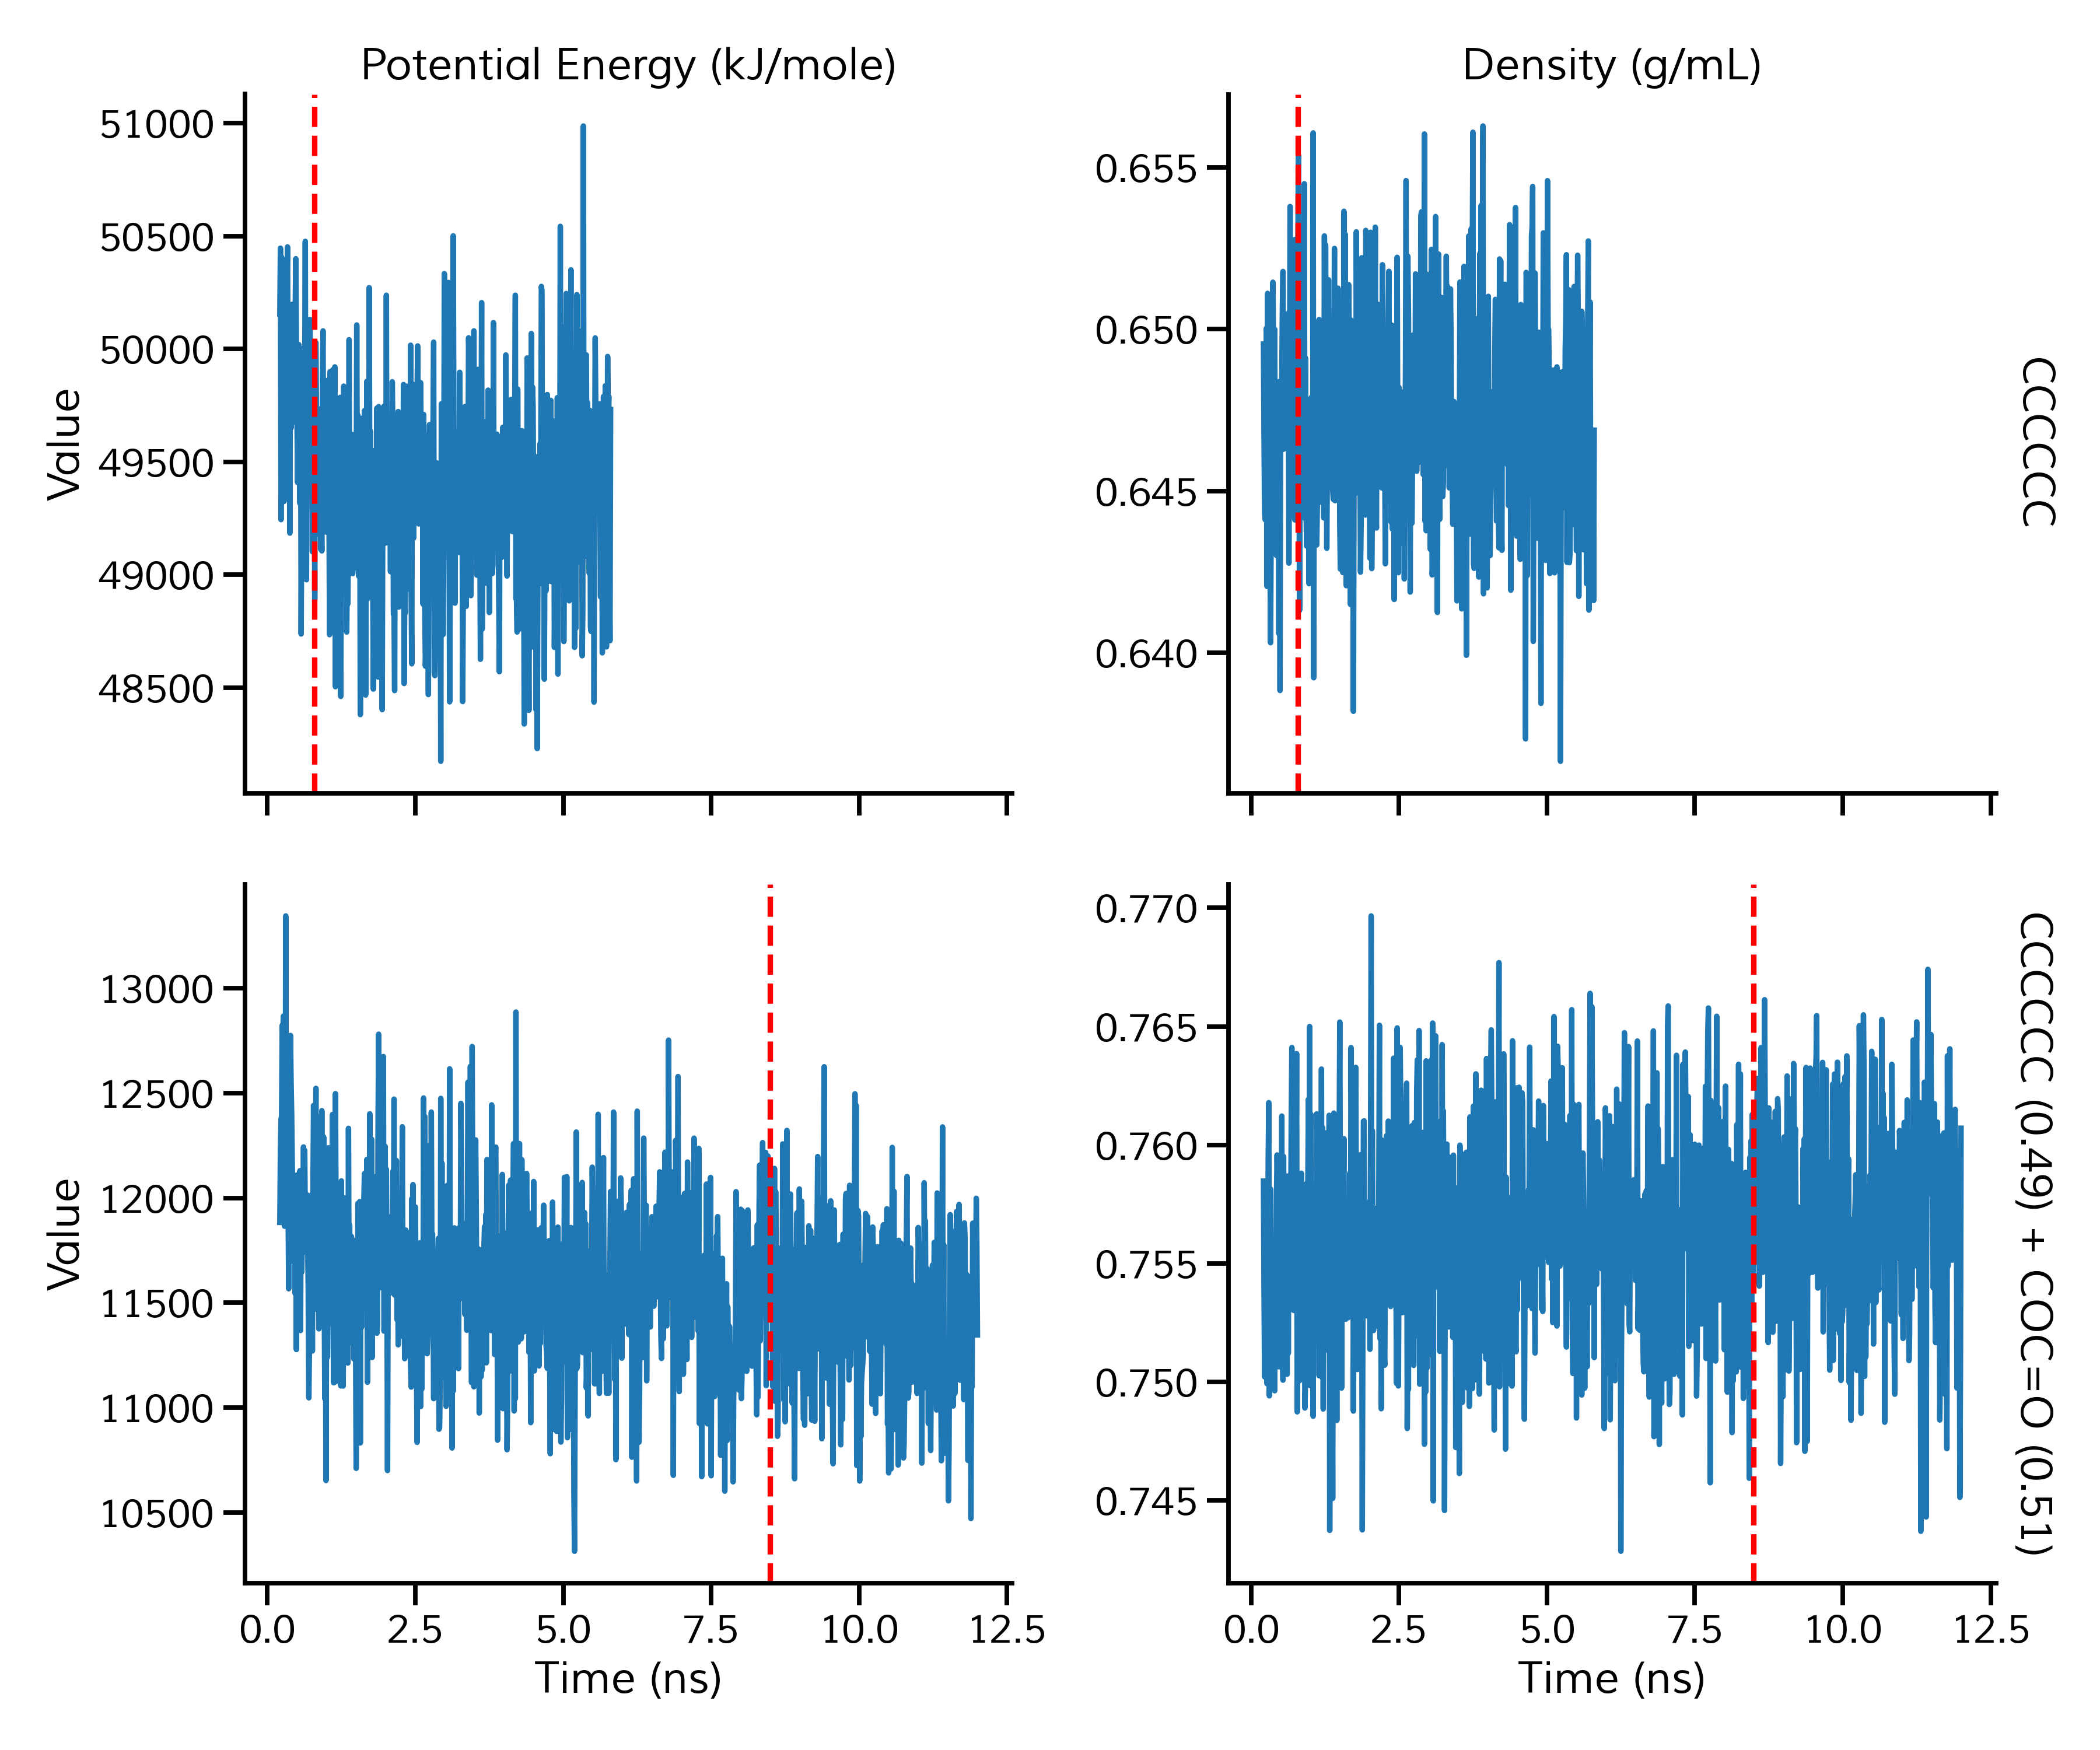 Potential Energy (kJ/mole)
Density (g/mL)
Value
51000
50500
50000
49500
49000
48500
0.655
0.650
0.645
0.640
CCCCCCC
Value
13000
12500
12000
11500
11000
10500
0.0 2.5 5.0 7.5 10.0 12.5
Time (ns)
0.770
0.765
0.760
0.755
0.750
0.745
0.0 2.5 5.0 7.5 10.0 12.5
Time (ns)
CCCCCCC (0.49) + COC=O (0.51)